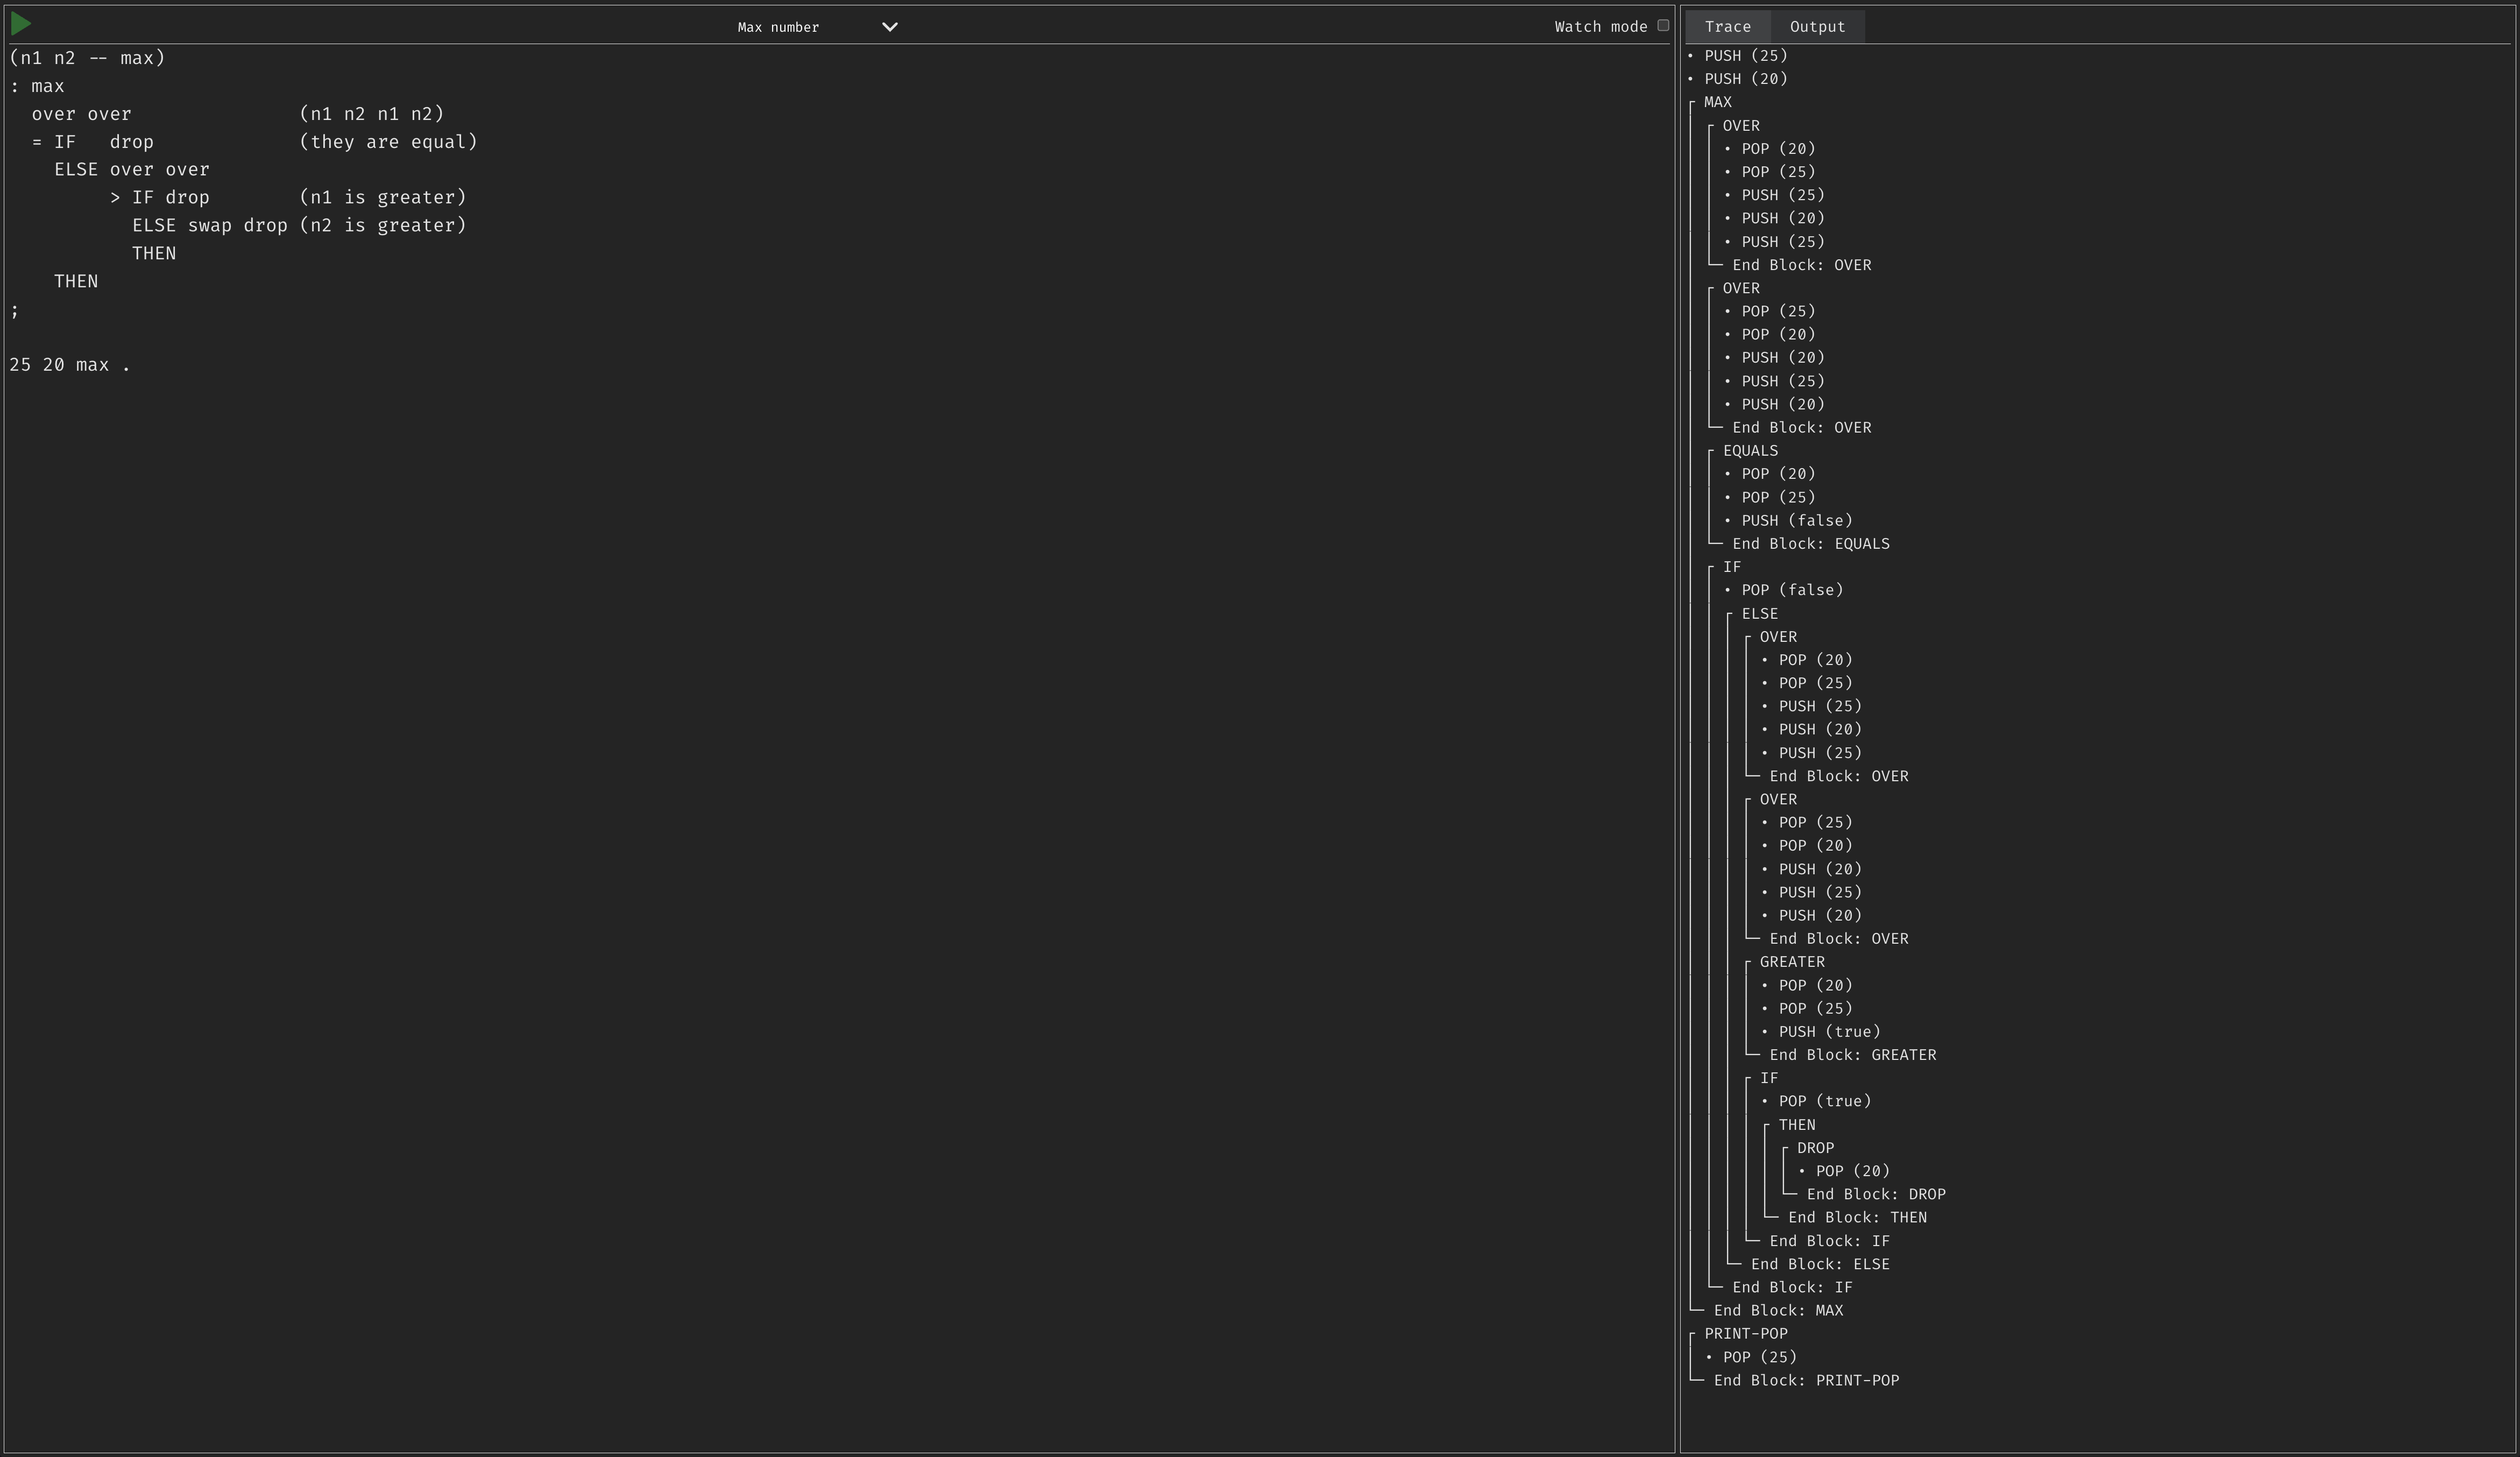 Max number
Watch mode
(n1 n2 -- max)
: max
  over over               (n1 n2 n1 n2)
  = IF   drop             (they are equal)
    ELSE over over
         > IF drop        (n1 is greater)
           ELSE swap drop (n2 is greater)
           THEN
    THEN
;

25 20 max .
Trace Output
• PUSH (25)
• PUSH (20)
MAX
OVER
• POP (20)
• POP (25)
• PUSH (25)
• PUSH (20)
• PUSH (25)
End Block: OVER
OVER
• POP (25)
• POP (20)
• PUSH (20)
• PUSH (25)
• PUSH (20)
End Block: OVER
EQUALS
• POP (20)
• POP (25)
• PUSH (false)
End Block: EQUALS
IF
• POP (false)
ELSE
OVER
• POP (20)
• POP (25)
• PUSH (25)
• PUSH (20)
• PUSH (25)
End Block: OVER
OVER
• POP (25)
• POP (20)
• PUSH (20)
• PUSH (25)
• PUSH (20)
End Block: OVER
GREATER
• POP (20)
• POP (25)
• PUSH (true)
End Block: GREATER
IF
• POP (true)
THEN
DROP
• POP (20)
End Block: DROP
End Block: THEN
End Block: IF
End Block: ELSE
End Block: IF
End Block: MAX
PRINT-POP
• POP (25)
End Block: PRINT-POP